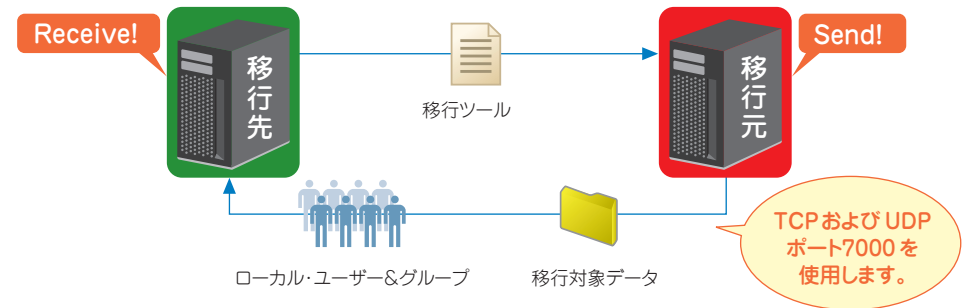 Receive!
移行先
移行ツール
移行元
Send!
ローカル・ユーザー&グループ
移行対象データ
TCPおよびUDP
ポート7000を
使用します。